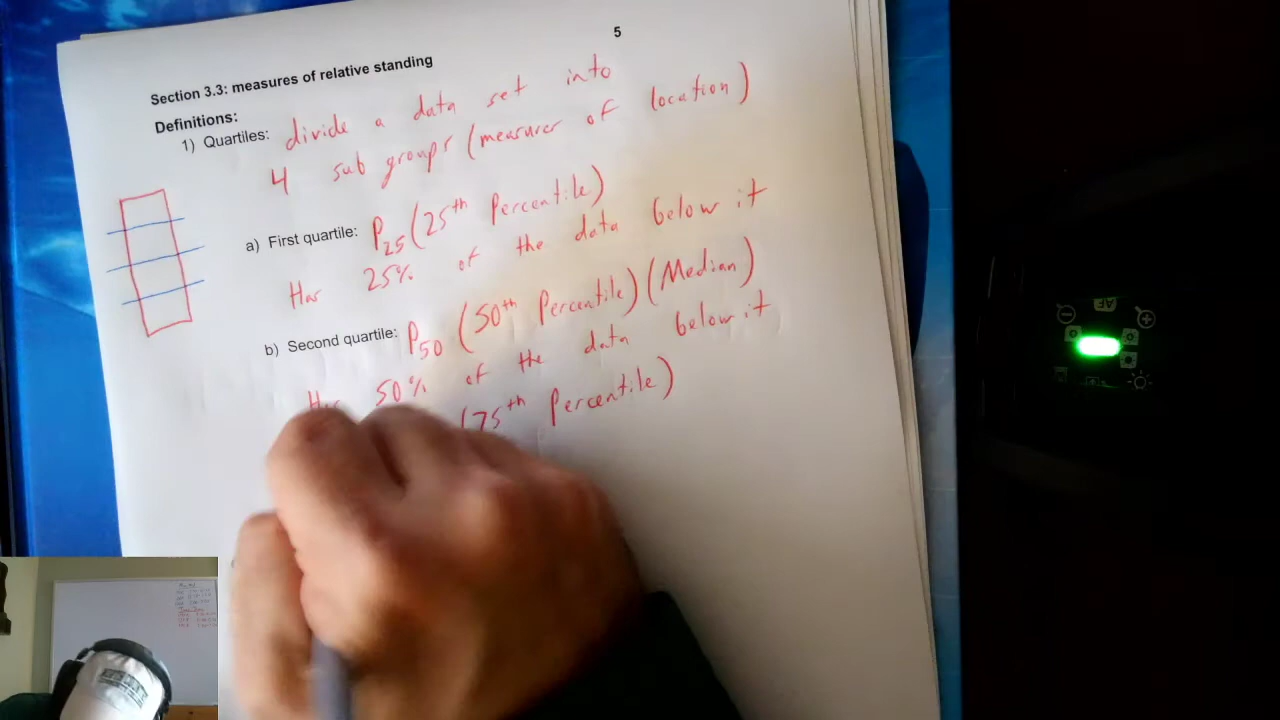 5
Section 3.3: measures of relative standing
Definitions:
1) Quartiles: divide a data set into
4 sub groups (measures of location)
a) First quartile: P25 (25th Percentile)
Has 25% of the data below it
b) Second quartile: P50 (50th Percentile) (Median)
Has 50% of the data below it
(75th Percentile)
AF